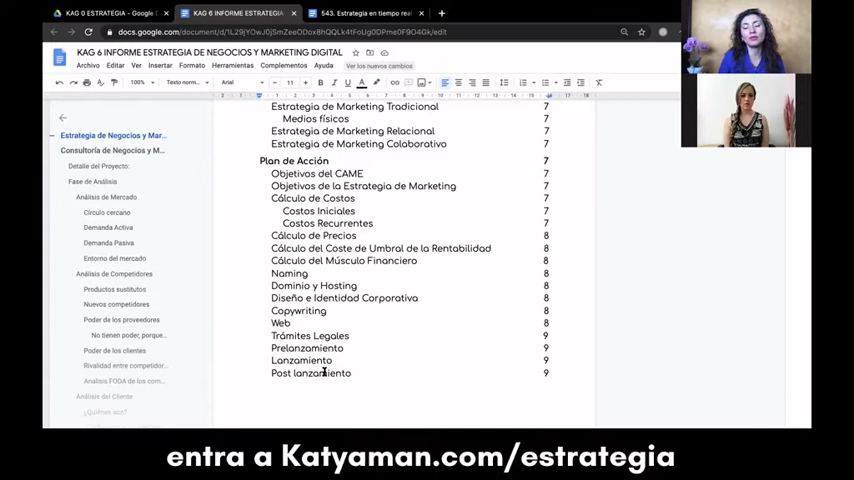 KAG 0 ESTRATEGIA - Google D
KAG 6 INFORME ESTRATEGIA
543. Estrategia en tiempo real
docs.google.com/document/d/1L29jYOwJ0jSmZeeODox8hQQLk4tFoUg0DPme0F9O4Gk/edit
KAG 6 INFORME ESTRATEGIA DE NEGOCIOS Y MARKETING DIGITAL
Archivo Editar Ver Insertar Formato Herramientas Complementos Ayuda Ver los nuevos cambios
100% Texto norm... Arial 11
Estrategia de Negocios y Mar...
Consultoría de Negocios y M...
Detalle del Proyecto:
Fase de Análisis
Análisis de Mercado
Círculo cercano
Demanda Activa
Demanda Pasiva
Entorno del mercado
Análisis de Competidores
Productos sustitutos
Nuevos competidores
Poder de los proveedores
No tienen poder, porque...
Poder de los clientes
Rivalidad entre competidor...
Analisis FODA de los com...
Análisis del Cliente
¿Quiénes son?
Estrategia de Marketing Tradicional 7
Medios físicos 7
Estrategia de Marketing Relacional 7
Estrategia de Marketing Colaborativo 7
Plan de Acción 7
Objetivos del CAME 7
Objetivos de la Estrategia de Marketing 7
Cálculo de Costos 7
Costos Iniciales 7
Costos Recurrentes 7
Cálculo de Precios 8
Cálculo del Coste de Umbral de la Rentabilidad 8
Cálculo del Músculo Financiero 8
Naming 8
Dominio y Hosting 8
Diseño e Identidad Corporativa 8
Copywriting 8
Web 8
Trámites Legales 9
Prelanzamiento 9
Lanzamiento 9
Post lanzamiento 9
entra a Katyaman.com/estrategia